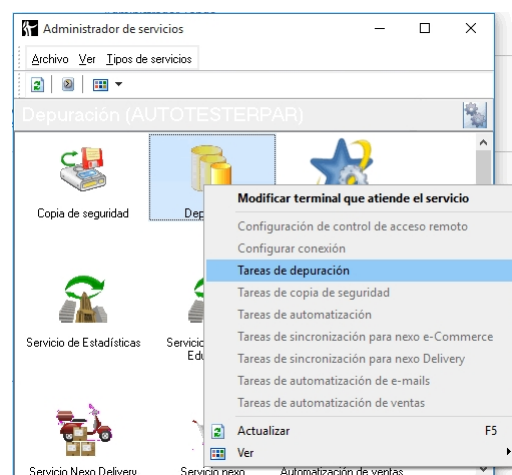 Administrador de servicios
Archivo Ver Tipos de servicios
Depuración (AUTOTESTERPAR)
Copia de seguridad
Dep
Modificar terminal que atiende el servicio
Configuración de control de acceso remoto
Configurar conexión
Tareas de depuración
Tareas de copia de seguridad
Tareas de automatización
Tareas de sincronización para nexo e-Commerce
Tareas de sincronización para nexo Delivery
Tareas de automatización de e-mails
Tareas de automatización de ventas
Actualizar F5
Ver
Servicio de Estadísticas
Servicio
Edu
Servicio Nexo Delivery
Servicio nexo
Automatización de ventas